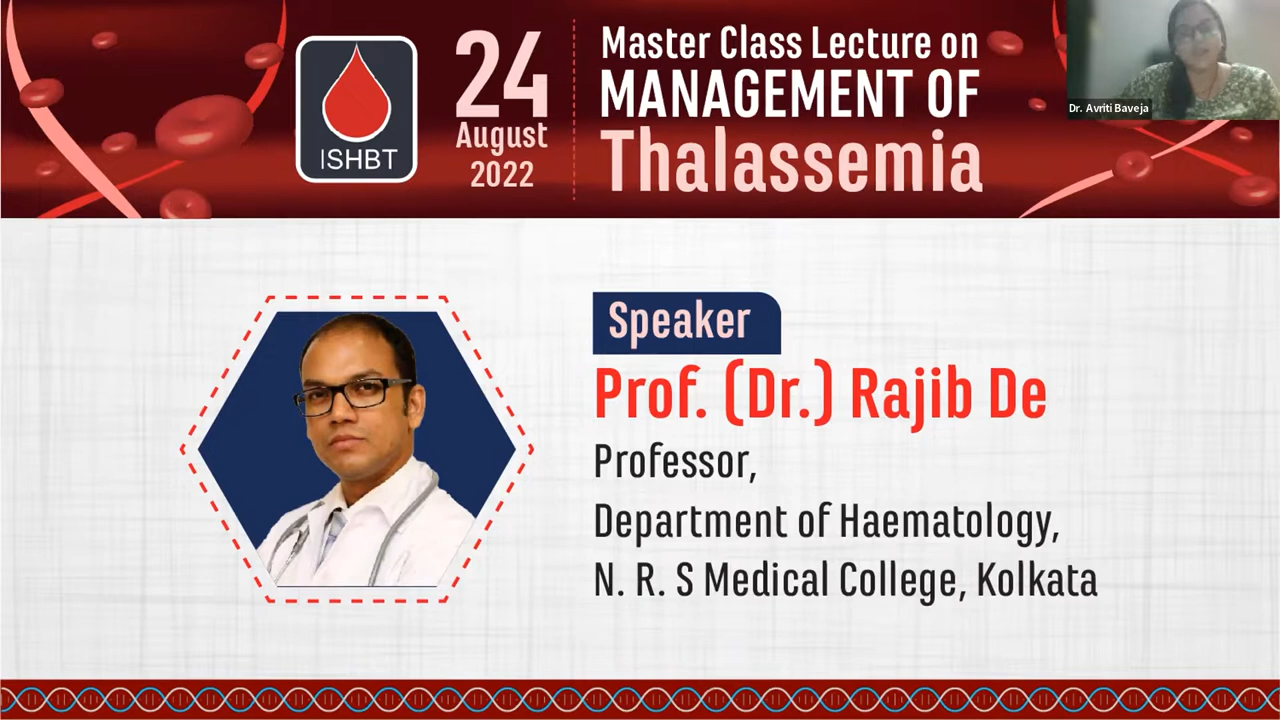 ISHBT
24
August
2022
Master Class Lecture on
MANAGEMENT OF
Thalassemia
Dr. Avriti Baveja
Speaker
Prof. (Dr.) Rajib De
Professor,
Department of Haematology,
N. R. S Medical College, Kolkata